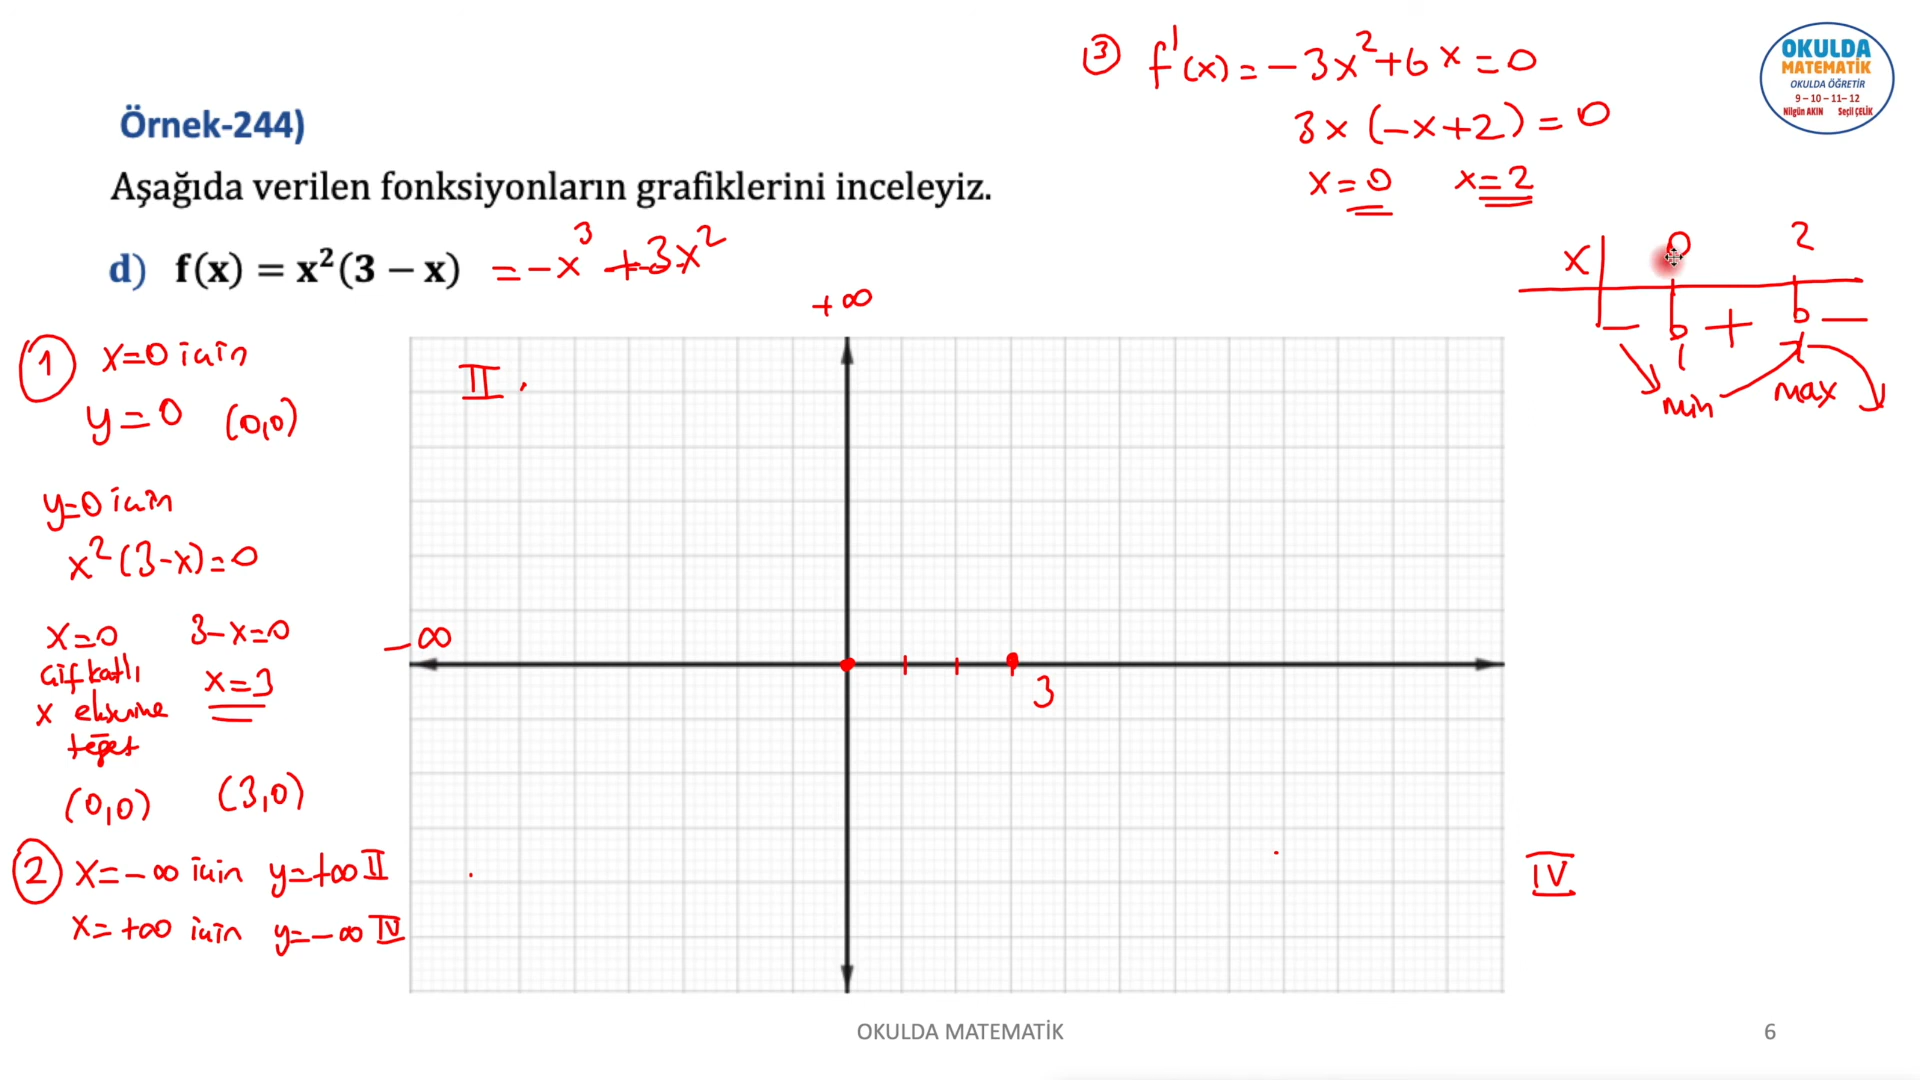 OKULDA
MATEMATİK
OKULDA ÖĞRETİR
9 – 10 – 11 – 12
Nilgün AKIN Seçil ÇELİK
Örnek-244)
Aşağıda verilen fonksiyonların grafiklerini inceleyiz.
d) f(x) = x²(3 − x) = -x³ + 3x²
① x=0 için
y=0 (0,0)
y=0 için
x²(3-x)=0
x=0 3-x=0
çift katlı x=3
x eksenine
teğet
(0,0) (3,0)
② x=-∞ için y=+∞ II
x=+∞ için y=-∞ IV
③ f'(x)=-3x²+6x=0
3x(-x+2)=0
x=0 x=2
x 0 2
- 0 + 0 -
min max
+∞
II.
-∞
3
IV
OKULDA MATEMATİK
6